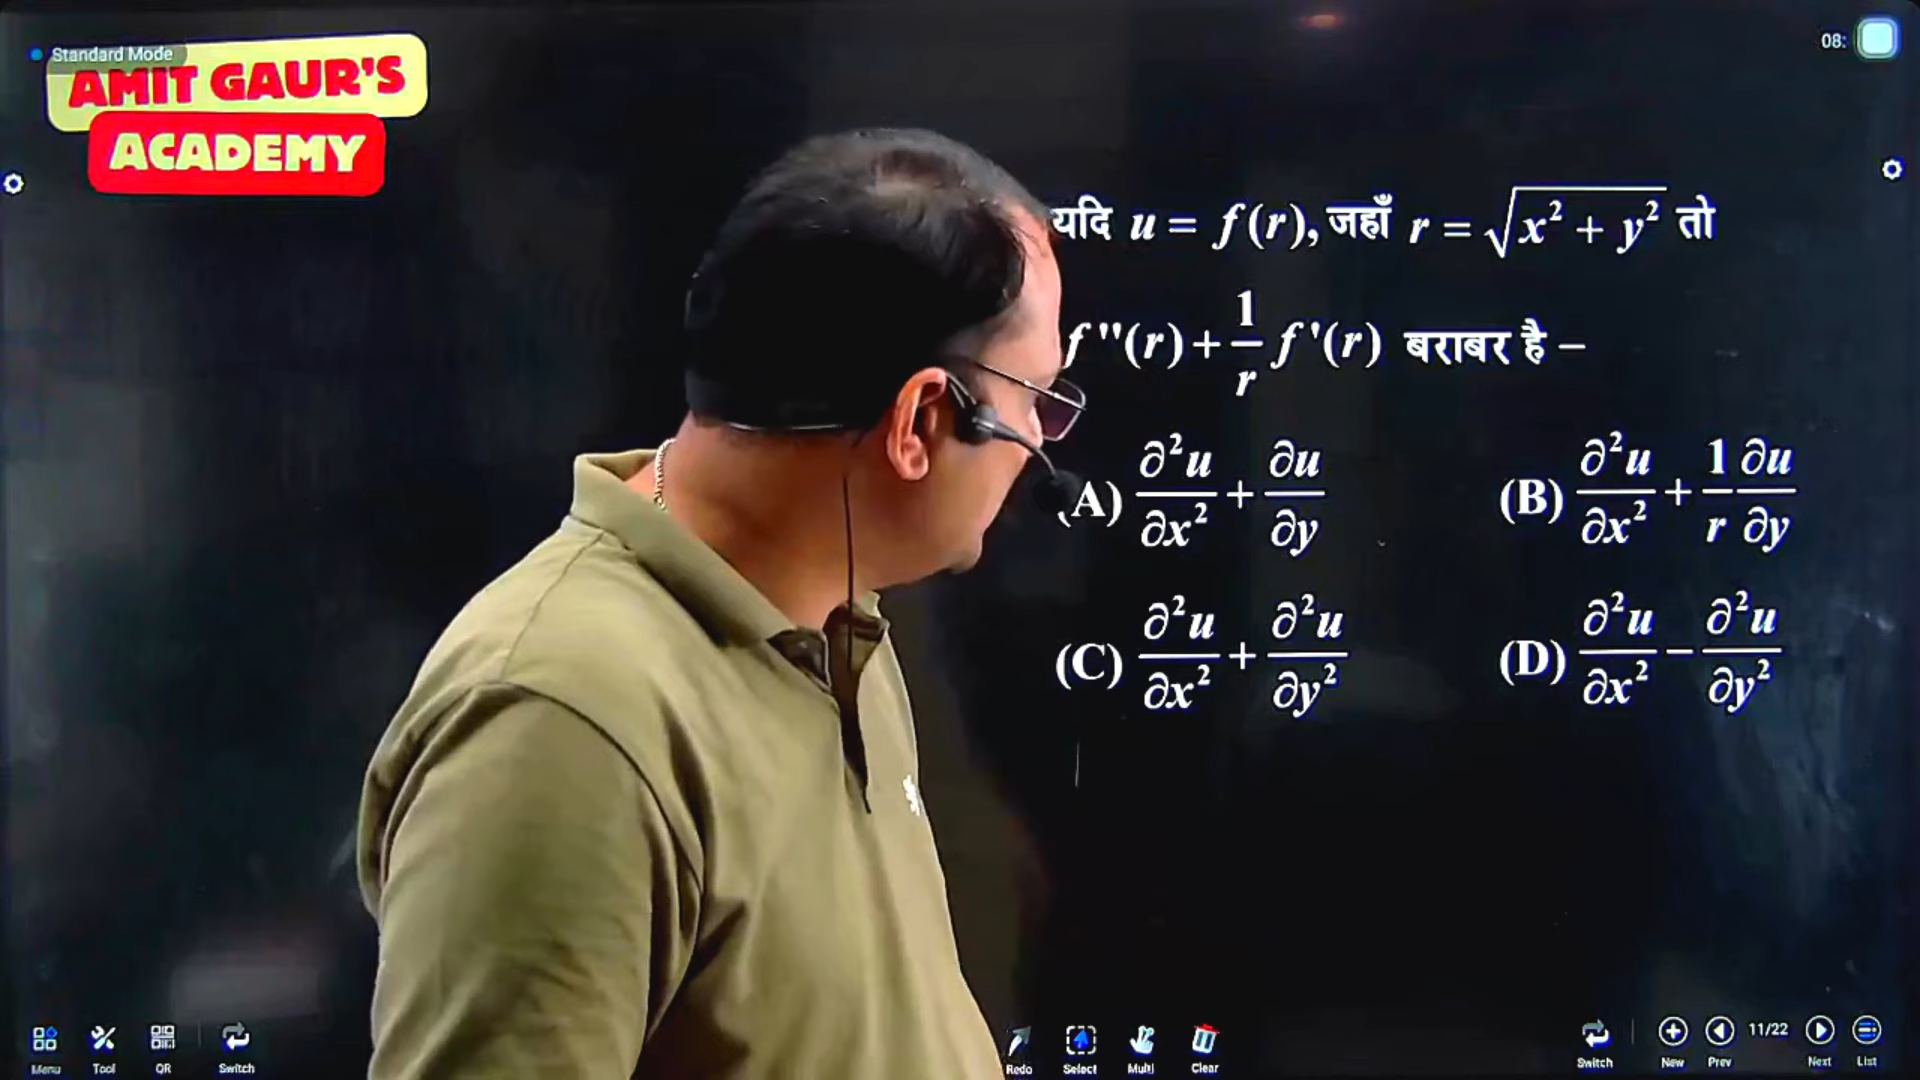 Standard Mode
AMIT GAUR'S
ACADEMY
08:
यदि u = f(r), जहाँ r = √(x² + y²) तो
f''(r) + 1/r f'(r) बराबर है –
(A) ∂²u/∂x² + ∂u/∂y
(B) ∂²u/∂x² + 1/r ∂u/∂y
(C) ∂²u/∂x² + ∂²u/∂y²
(D) ∂²u/∂x² − ∂²u/∂y²
Menu Tool QR Switch Redo Select Multi Clear Switch New Prev 11/22 Next List